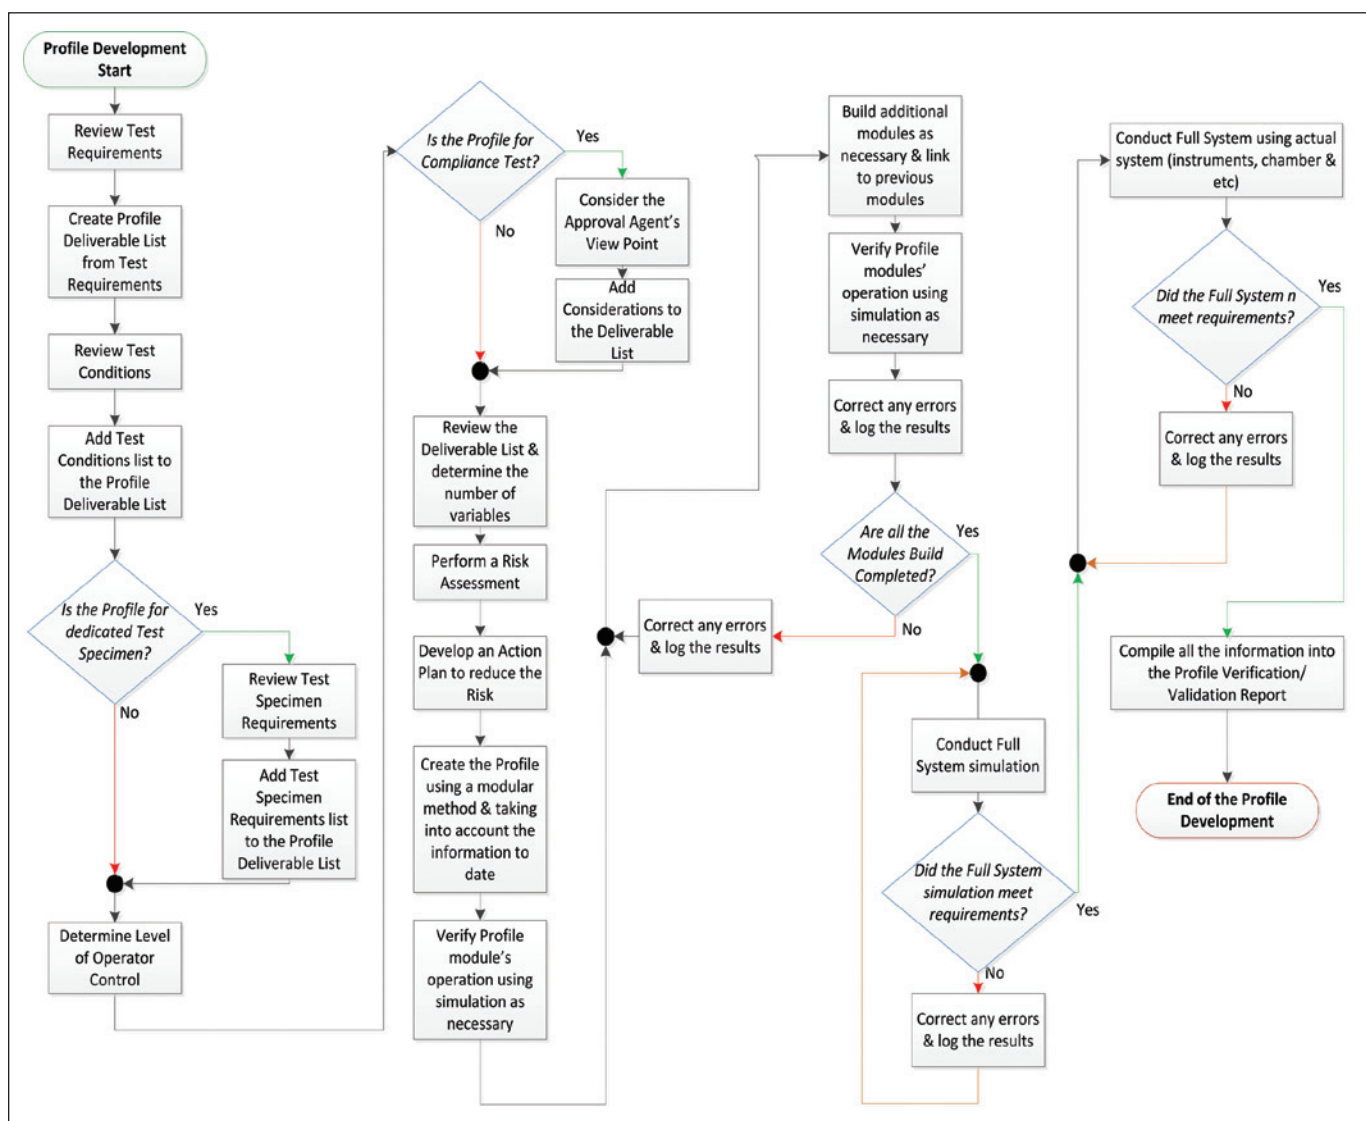 Profile Development
Start
Review Test
Requirements
Create Profile
Deliverable List
from Test
Requirements
Review Test
Conditions
Add Test
Conditions list to
the Profile
Deliverable List
Is the Profile for
dedicated Test
Specimen?
Yes
No
Review Test
Specimen
Requirements
Add Test
Specimen
Requirements list
to the Profile
Deliverable List
Determine Level
of Operator
Control
Is the Profile for
Compliance Test?
Yes
No
Consider the
Approval Agent's
View Point
Add
Considerations to
the Deliverable
List
Review the
Deliverable List &
determine the
number of
variables
Perform a Risk
Assessment
Develop an Action
Plan to reduce the
Risk
Create the Profile
using a modular
method & taking
into account the
information to
date
Verify Profile
module's
operation using
simulation as
necessary
Build additional
modules as
necessary & link
to previous
modules
Verify Profile
modules'
operation using
simulation as
necessary
Correct any errors
& log the results
Are all the
Modules Build
Completed?
Yes
No
Correct any errors
& log the results
Conduct Full
System simulation
Did the Full System
simulation meet
requirements?
Yes
No
Correct any errors
& log the results
Conduct Full System using actual
system (instruments, chamber &
etc)
Did the Full System n
meet requirements?
Yes
No
Correct any errors
& log the results
Compile all the information into
the Profile Verification/
Validation Report
End of the Profile
Development